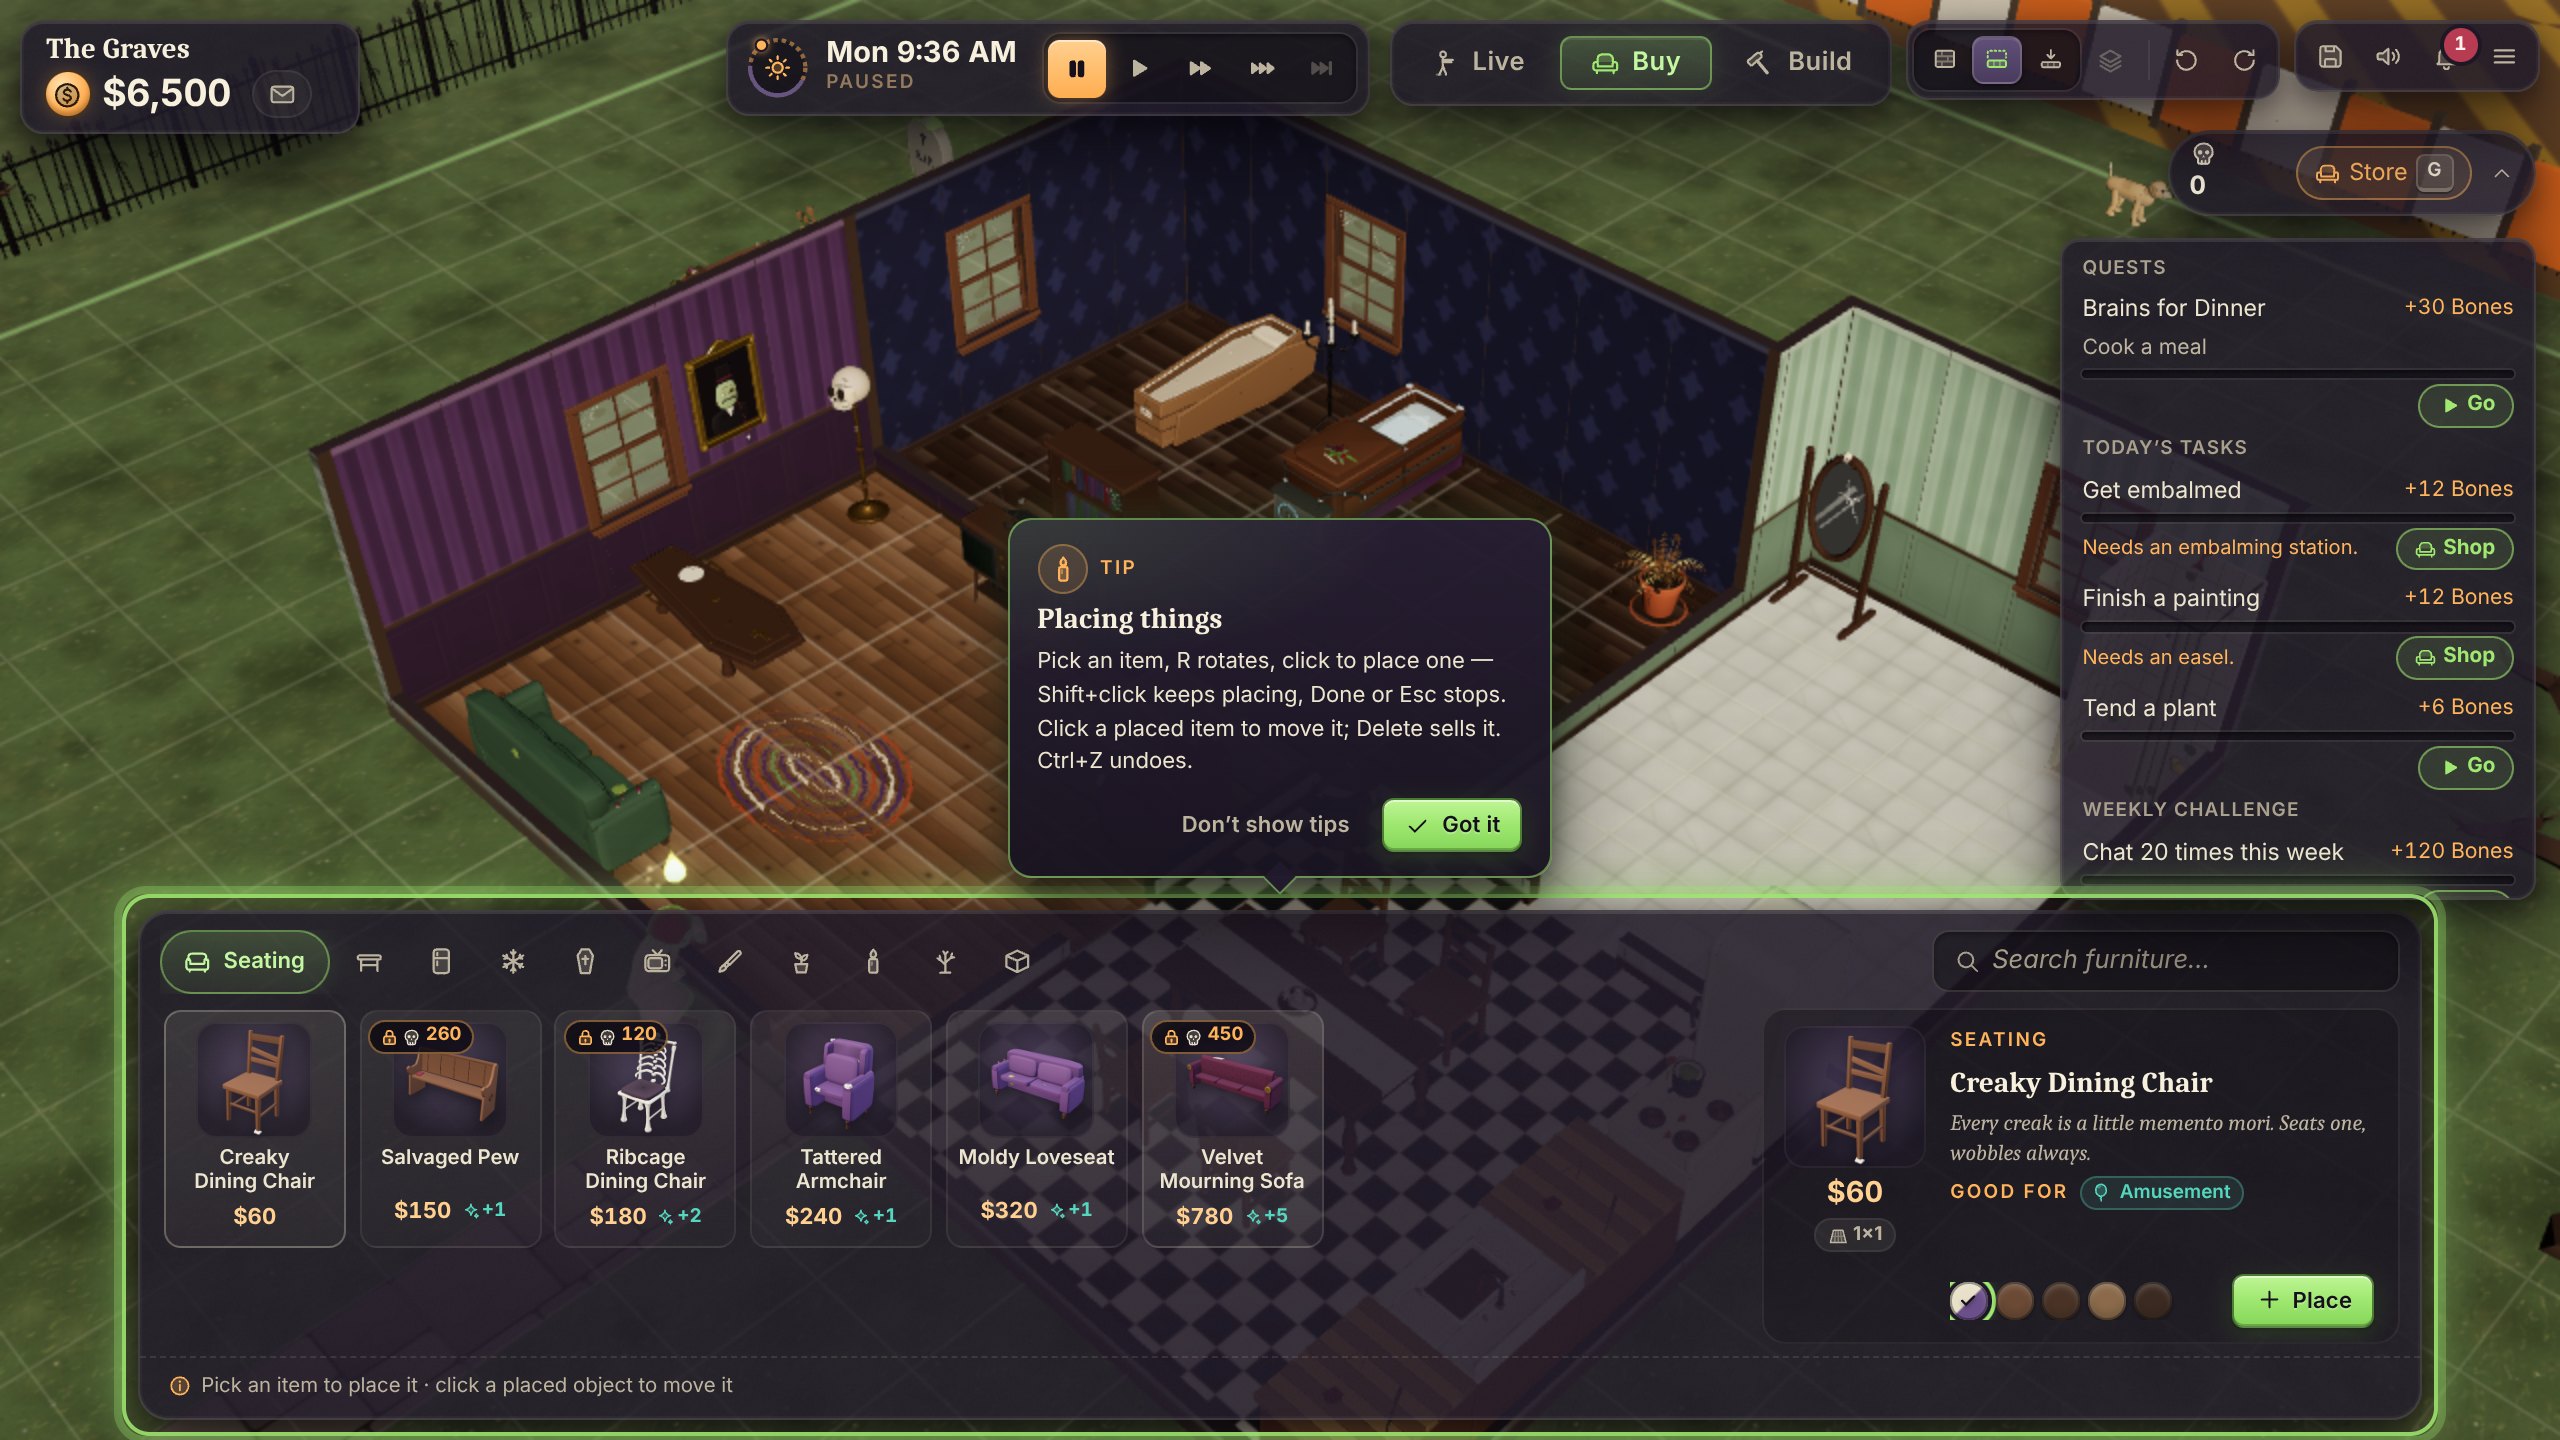 The Graves
$6,500
Mon 9:36 AM
PAUSED
Live
Buy
Build
1
0
Store G
QUESTS
Brains for Dinner +30 Bones
Cook a meal
Go
TODAY’S TASKS
Get embalmed +12 Bones
Needs an embalming station. Shop
Finish a painting +12 Bones
Needs an easel. Shop
Tend a plant +6 Bones
Go
WEEKLY CHALLENGE
Chat 20 times this week +120 Bones
TIP
Placing things
Pick an item, R rotates, click to place one —
Shift+click keeps placing, Done or Esc stops.
Click a placed item to move it; Delete sells it.
Ctrl+Z undoes.
Don’t show tips
Got it
Seating
Search furniture...
Creaky
Dining Chair
$60
260
Salvaged Pew
$150 +1
120
Ribcage
Dining Chair
$180 +2
Tattered
Armchair
$240 +1
Moldy Loveseat
$320 +1
450
Velvet
Mourning Sofa
$780 +5
SEATING
Creaky Dining Chair
Every creak is a little memento mori. Seats one,
wobbles always.
$60
GOOD FOR Amusement
1×1
Place
Pick an item to place it · click a placed object to move it